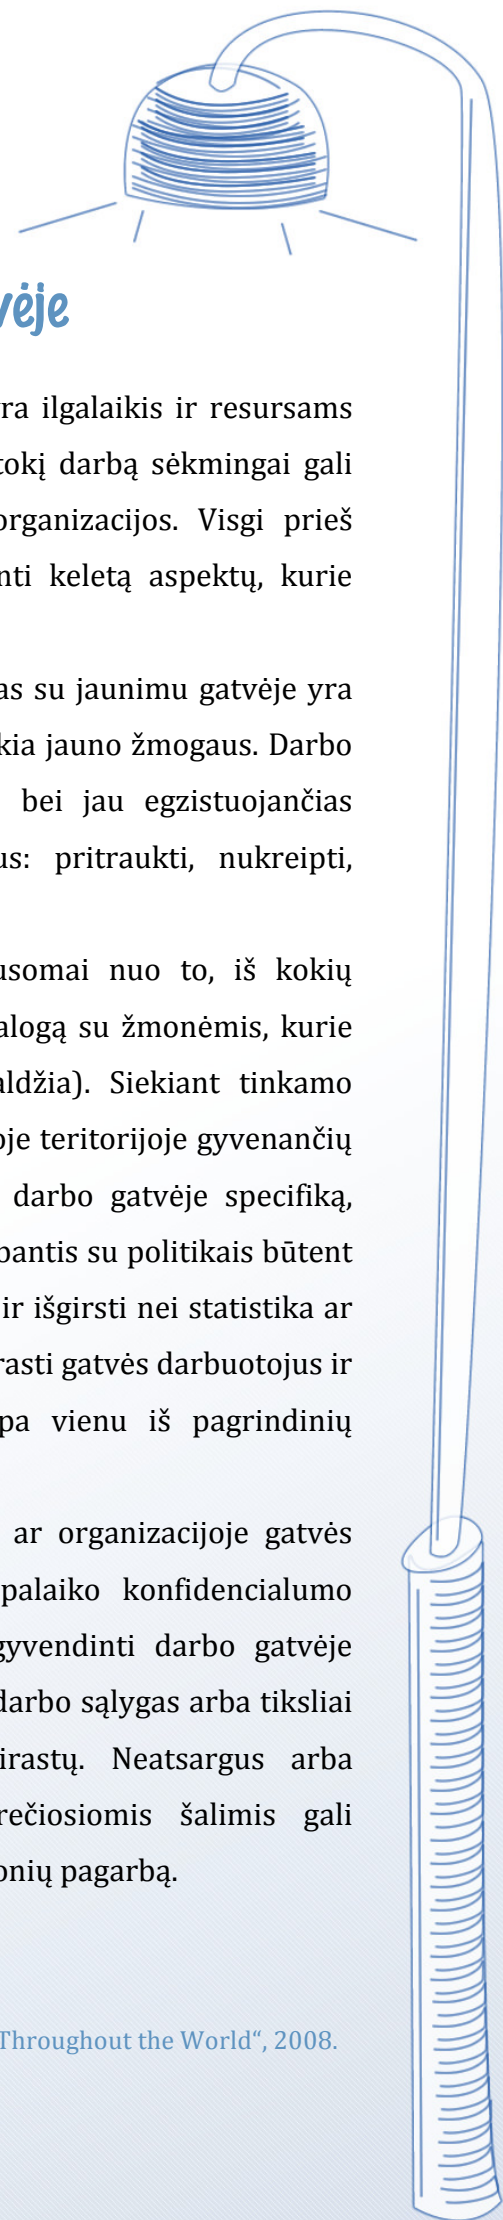 vėje
yra ilgalaikis ir resursams
tokį darbą sėkmingai gali
organizacijos. Visgi prieš
nti keletą aspektų, kurie
as su jaunimu gatvėje yra
kia jauno žmogaus. Darbo
bei jau egzistuojančias
us: pritraukti, nukreipti,
usomai nuo to, iš kokių
alogą su žmonėmis, kurie
aldžia). Siekiant tinkamo
oje teritorijoje gyvenančių
darbo gatvėje specifiką,
bantis su politikais būtent
ir išgirsti nei statistika ar
rasti gatvės darbuotojus ir
pa vienu iš pagrindinių
ar organizacijoje gatvės
palaiko konfidencialumo
gyvendinti darbo gatvėje
darbo sąlygas arba tiksliai
irastų. Neatsargus arba
rečiosiomis šalimis gali
onių pagarbą.
Throughout the World“, 2008.